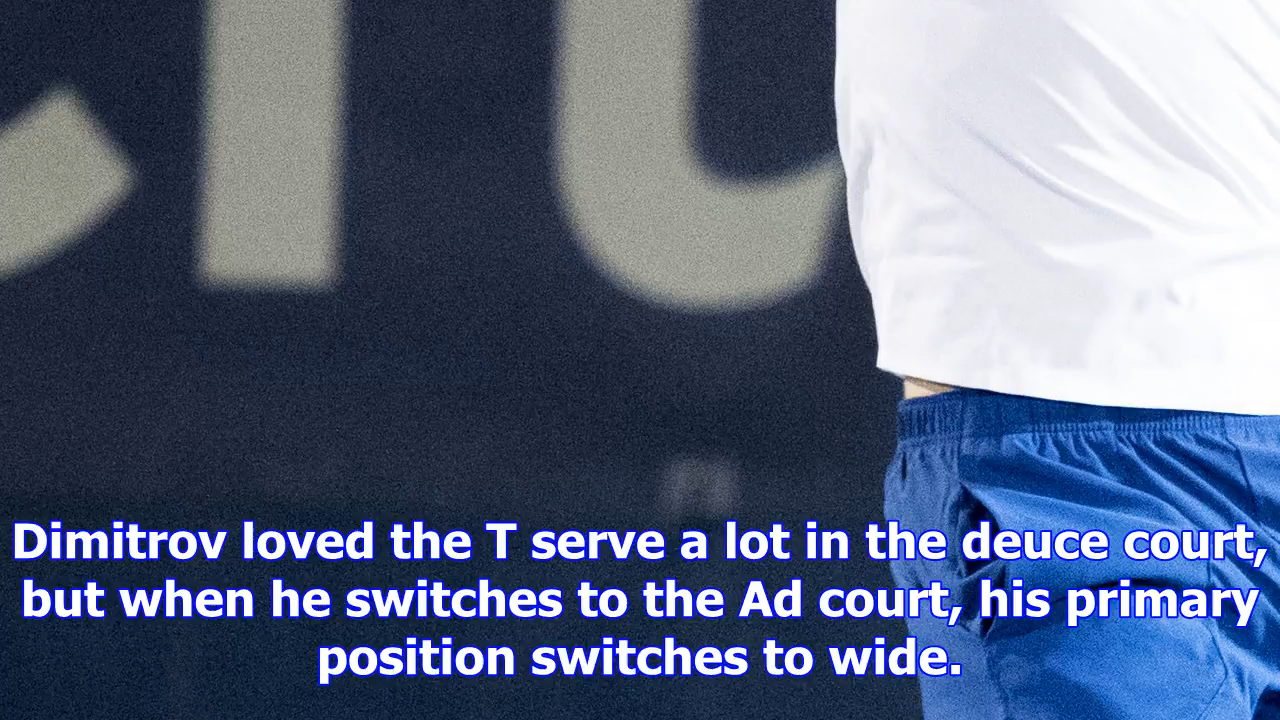 Dimitrov loved the T serve a lot in the deuce court,
but when he switches to the Ad court, his primary
position switches to wide.